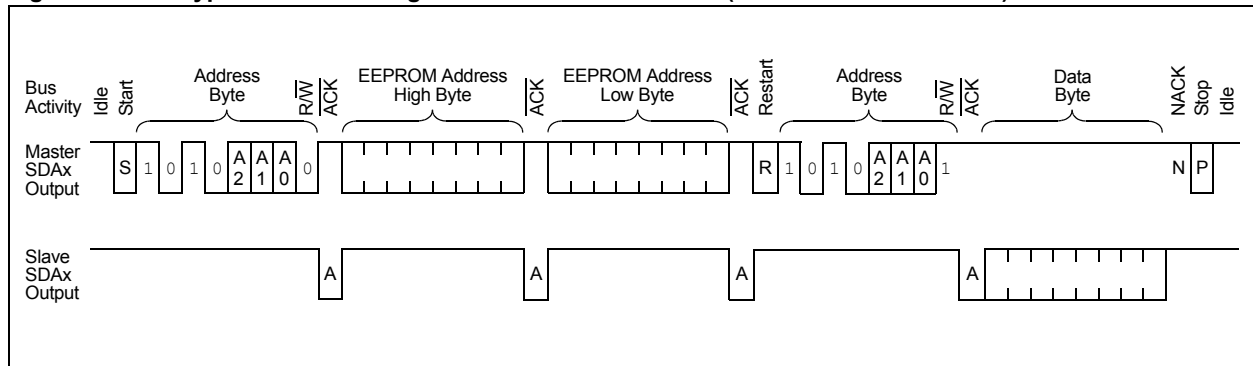 Bus Activity
Idle
Start
Address Byte
R/W
ACK
EEPROM Address High Byte
ACK
EEPROM Address Low Byte
ACK
Restart
Address Byte
R/W
ACK
Data Byte
NACK
Stop
Idle
Master SDAx Output
S 1 0 1 0 A2 A1 A0 0
R 1 0 1 0 A2 A1 A0 1
N P
Slave SDAx Output
A A A A